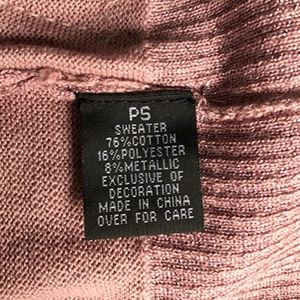 PS
SWEATER
76%COTTON
16%POLYESTER
8%METALLIC
EXCLUSIVE OF
DECORATION
MADE IN CHINA
OVER FOR CARE